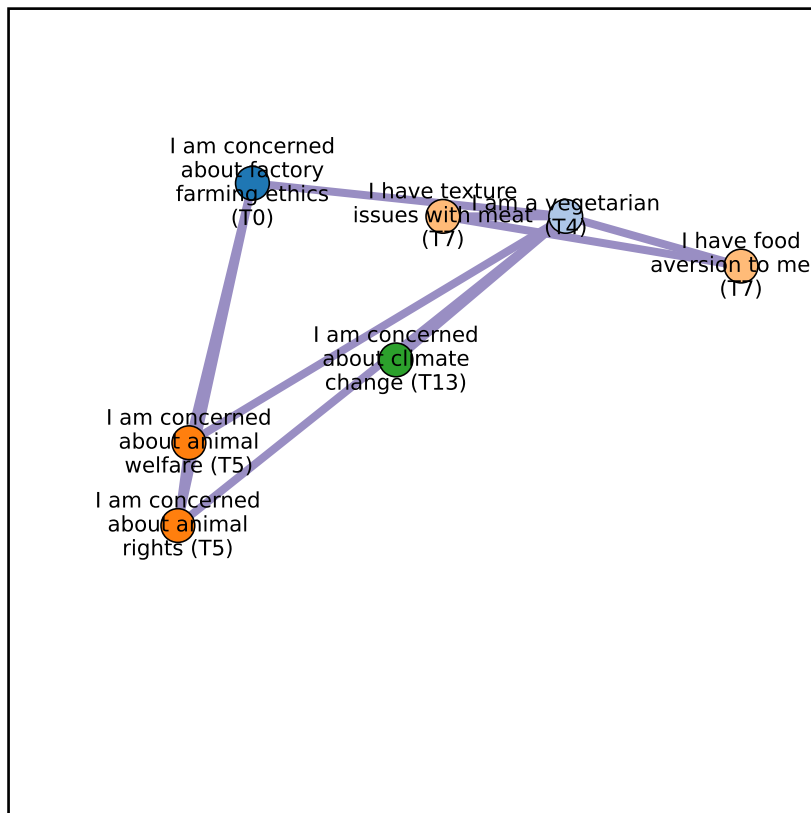 I am concerned
about factory
farming ethics
(T0)
I have texture
issues with meat
(T7)
I am a vegetarian
(T4)
I have food
aversion to me
(T7)
I am concerned
about climate
change (T13)
I am concerned
about animal
welfare (T5)
I am concerned
about animal
rights (T5)